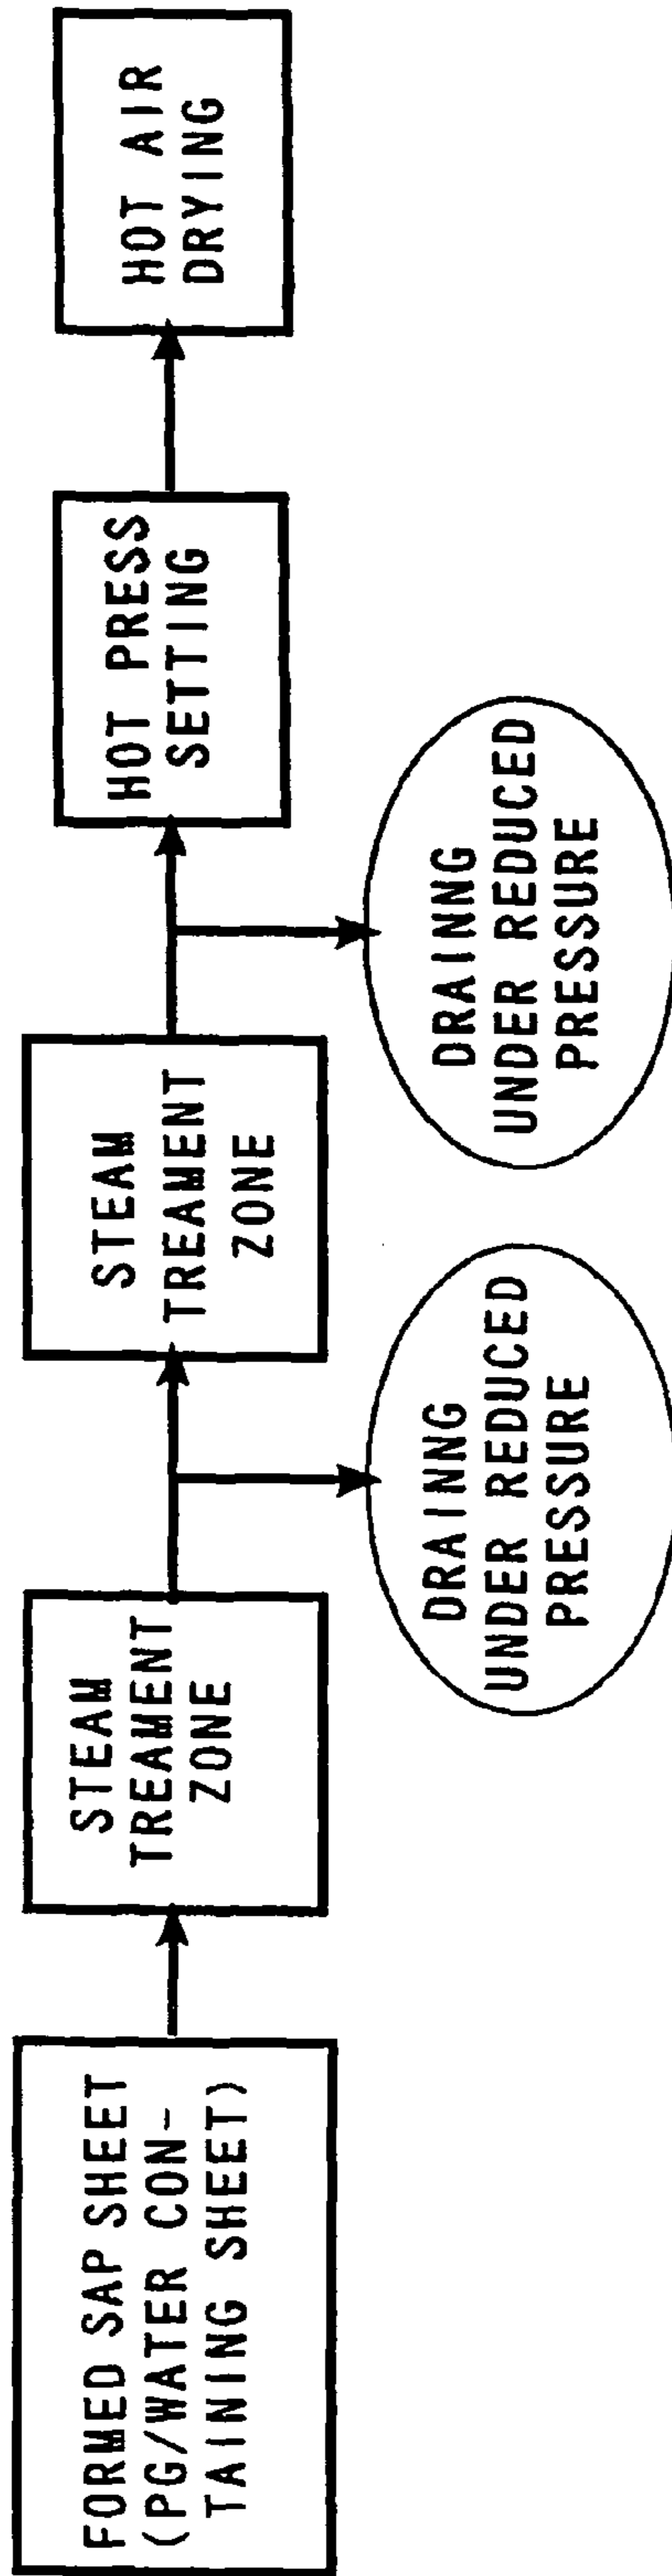 FORMED SAP SHEET
(PG/WATER CON-
TAINING SHEET)
STEAM
TREAMENT
ZONE
DRAINNG
UNDER REDUCED
PRESSURE
STEAM
TREAMENT
ZONE
DRAINNG
UNDER REDUCED
PRESSURE
HOT PRESS
SETTING
HOT AIR
DRYING